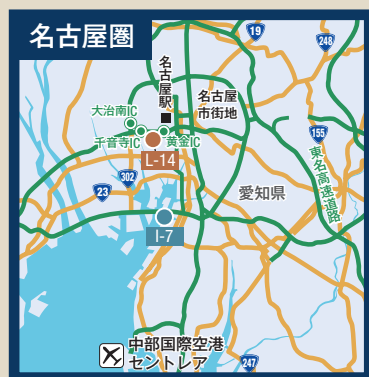 名古屋圏
19
248
名古屋駅
大治南IC
名古屋
市街地
千音寺IC
黄金IC
155
L-14
東名高速道路
302
23
愛知県
I-7
中部国際空港
セントレア
247